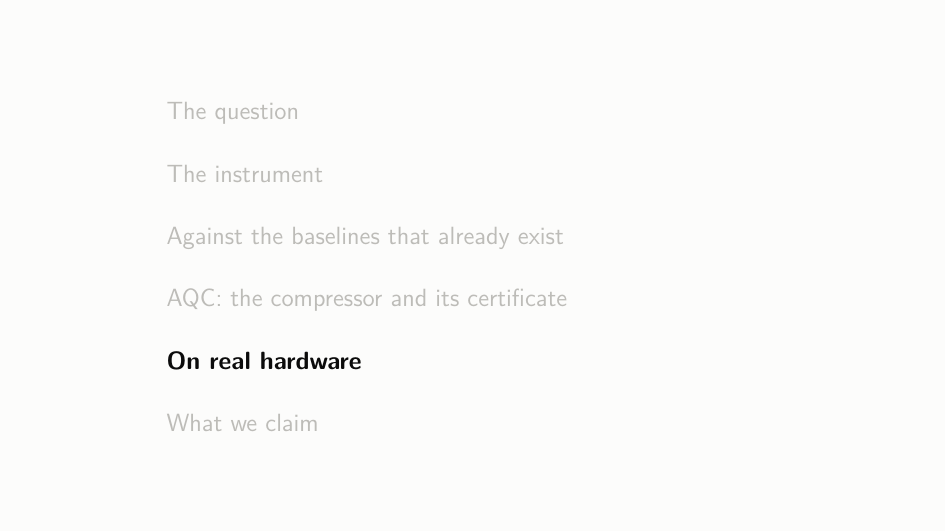 The question
The instrument
Against the baselines that already exist
AQC: the compressor and its certificate
On real hardware
What we claim